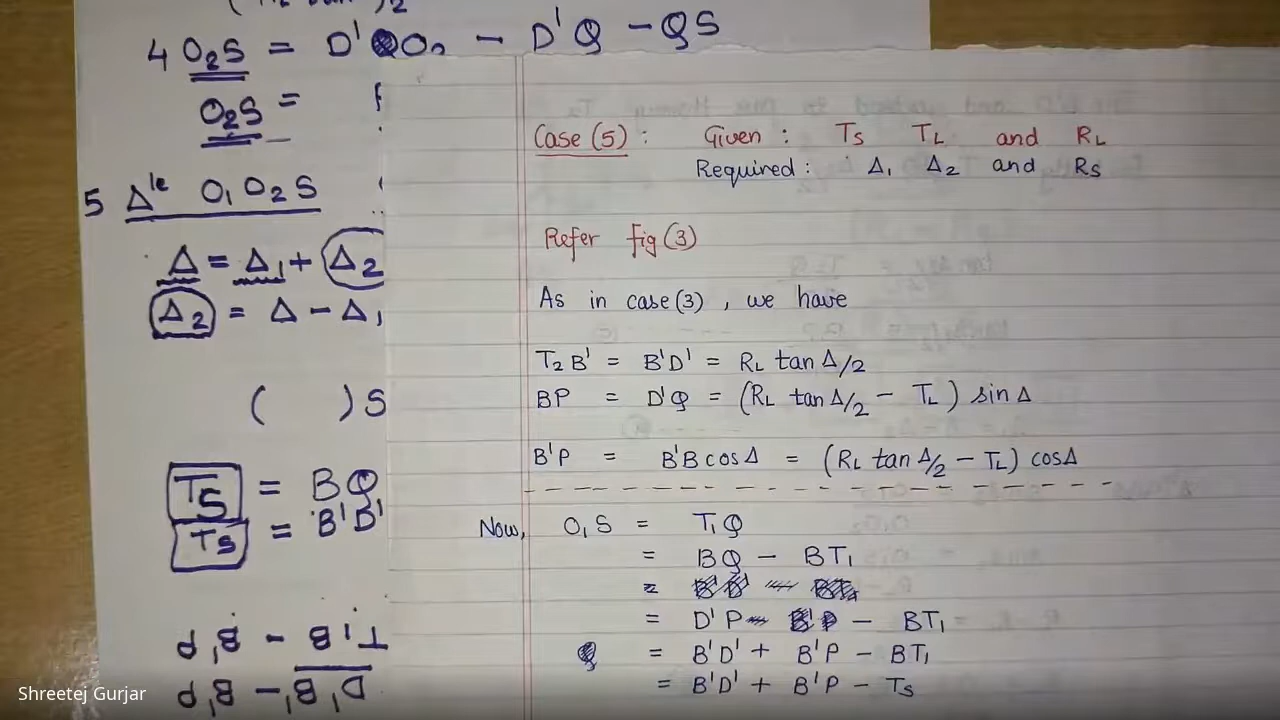 4 O₂S = D'O₂ – D'Q – QS
O₂S =
5 Δle O₁O₂S
Δ = Δ₁ + Δ₂
Δ₂ = Δ – Δ₁
( ) S
TS = BQ
TS = B'D'
T₁B – B'P
D'B' – B'P
Case (5) : Given : TS TL and RL
Required : Δ₁ Δ₂ and RS
Refer fig (3)
As in case (3) , we have
T₂B' = B'D' = RL tan Δ/2
BP = D'Q = (RL tan Δ/2 – TL) sin Δ
B'P = B'B cos Δ = (RL tan Δ/2 – TL) cos Δ
Now, O₁S = T₁Q
= BQ – BT₁
=
= D'P – BT₁
= B'D' + B'P – BT₁
= B'D' + B'P – TS
Shreetej Gurjar